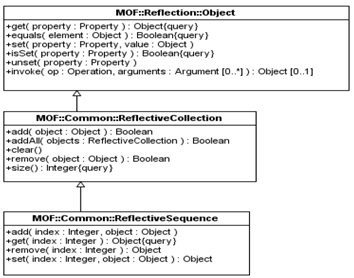 MOF::Reflection::Object
+get( property : Property ) : Object{query}
+equals( element : Object ) : Boolean{query}
+set( property : Property, value : Object )
+isSet( property : Property ) : Boolean{query}
+unset( property : Property )
+invoke( op : Operation, arguments : Argument [0..*] ) : Object [0..1]
MOF::Common::ReflectiveCollection
+add( object : Object ) : Boolean
+addAll( objects : ReflectiveCollection ) : Boolean
+clear()
+remove( object : Object ) : Boolean
+size() : Integer{query}
MOF::Common::ReflectiveSequence
+add( index : Integer, object : Object )
+get( index : Integer ) : Object{query}
+remove( index : Integer ) : Object
+set( index : Integer, object : Object ) : Object